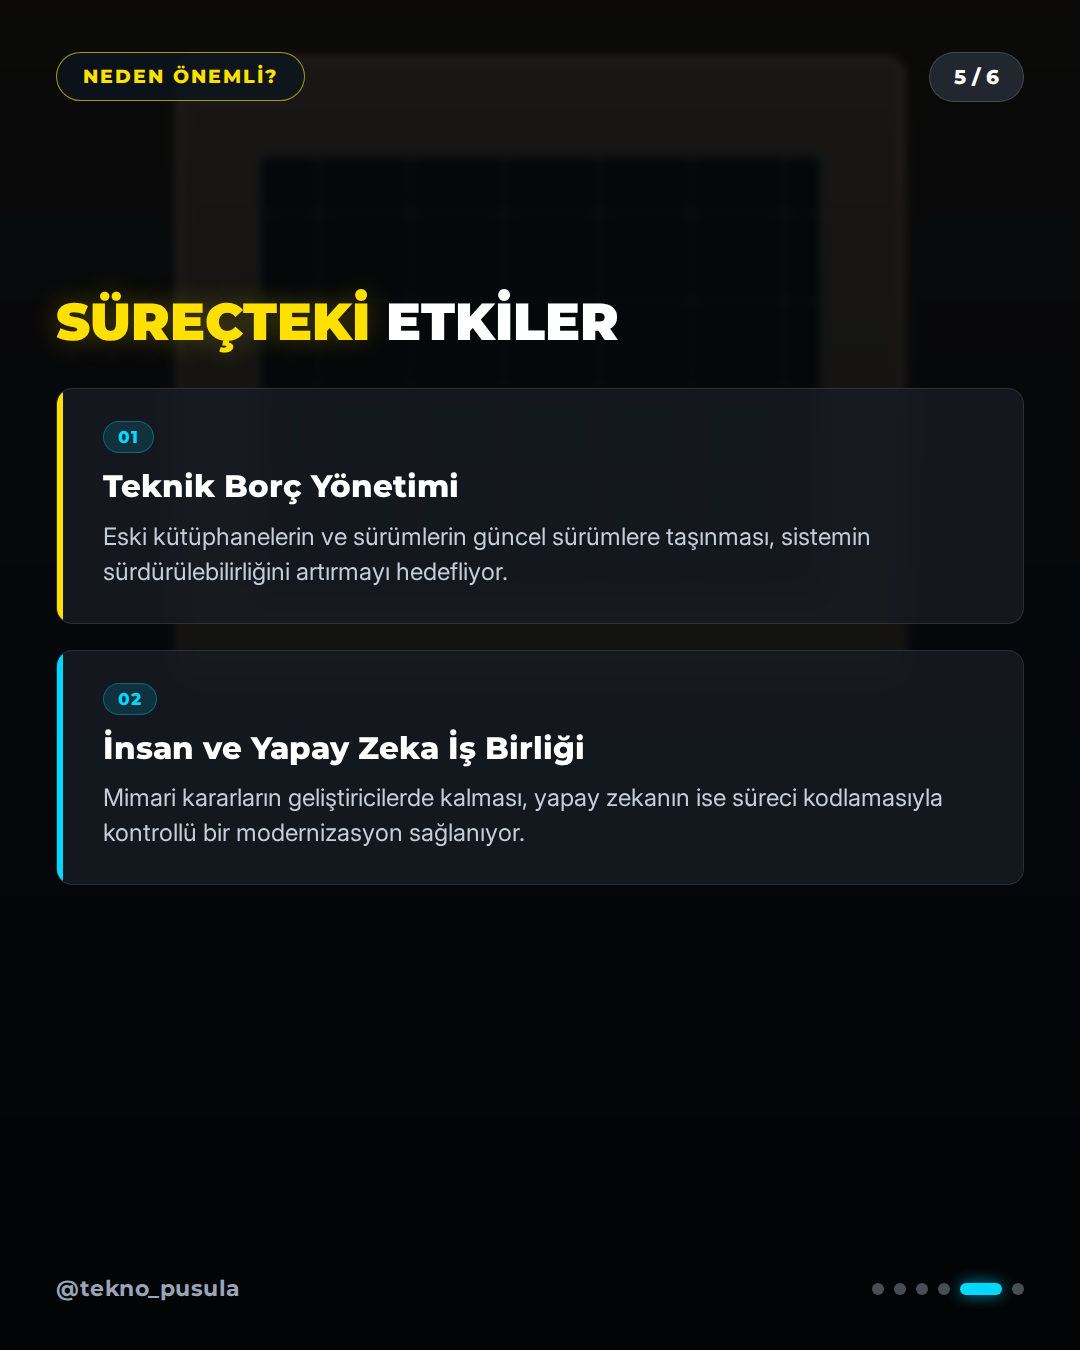 NEDEN ÖNEMLİ?
5 / 6
SÜREÇTEKİ ETKİLER
01
Teknik Borç Yönetimi
Eski kütüphanelerin ve sürümlerin güncel sürümlere taşınması, sistemin
sürdürülebilirliğini artırmayı hedefliyor.
02
İnsan ve Yapay Zeka İş Birliği
Mimari kararların geliştiricilerde kalması, yapay zekanın ise süreci kodlamasıyla
kontrollü bir modernizasyon sağlanıyor.
@tekno_pusula